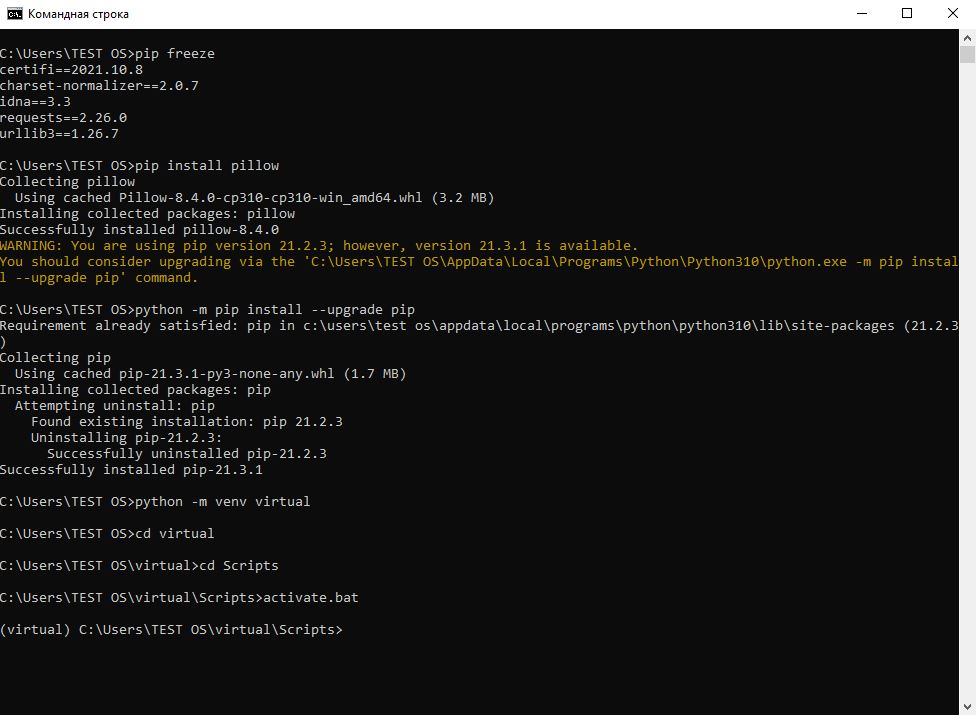 Командная строка
C:\Users\TEST OS>pip freeze
certifi==2021.10.8
charset-normalizer==2.0.7
idna==3.3
requests==2.26.0
urllib3==1.26.7
C:\Users\TEST OS>pip install pillow
Collecting pillow
  Using cached Pillow-8.4.0-cp310-cp310-win_amd64.whl (3.2 MB)
Installing collected packages: pillow
Successfully installed pillow-8.4.0
WARNING: You are using pip version 21.2.3; however, version 21.3.1 is available.
You should consider upgrading via the 'C:\Users\TEST OS\AppData\Local\Programs\Python\Python310\python.exe -m pip instal
l --upgrade pip' command.
C:\Users\TEST OS>python -m pip install --upgrade pip
Requirement already satisfied: pip in c:\users\test os\appdata\local\programs\python\python310\lib\site-packages (21.2.3
)
Collecting pip
  Using cached pip-21.3.1-py3-none-any.whl (1.7 MB)
Installing collected packages: pip
  Attempting uninstall: pip
    Found existing installation: pip 21.2.3
    Uninstalling pip-21.2.3:
      Successfully uninstalled pip-21.2.3
Successfully installed pip-21.3.1
C:\Users\TEST OS>python -m venv virtual
C:\Users\TEST OS>cd virtual
C:\Users\TEST OS\virtual>cd Scripts
C:\Users\TEST OS\virtual\Scripts>activate.bat
(virtual) C:\Users\TEST OS\virtual\Scripts>